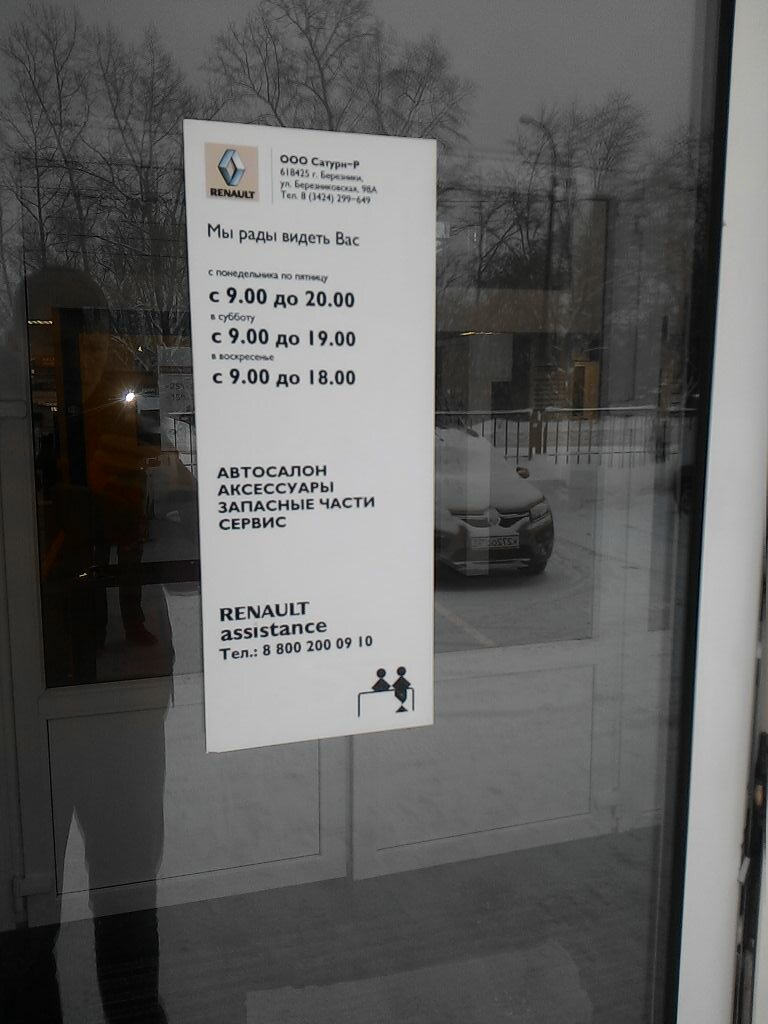 RENAULT
ООО Сатурн-Р
618425 г. Березники,
ул. Березниковская, 98А
Тел. 8 (3424) 299-649
Мы рады видеть Вас
с понедельника по пятницу
с 9.00 до 20.00
в субботу
с 9.00 до 19.00
в воскресенье
с 9.00 до 18.00
АВТОСАЛОН
АКСЕССУАРЫ
ЗАПАСНЫЕ ЧАСТИ
СЕРВИС
RENAULT
assistance
Тел.: 8 800 200 09 10